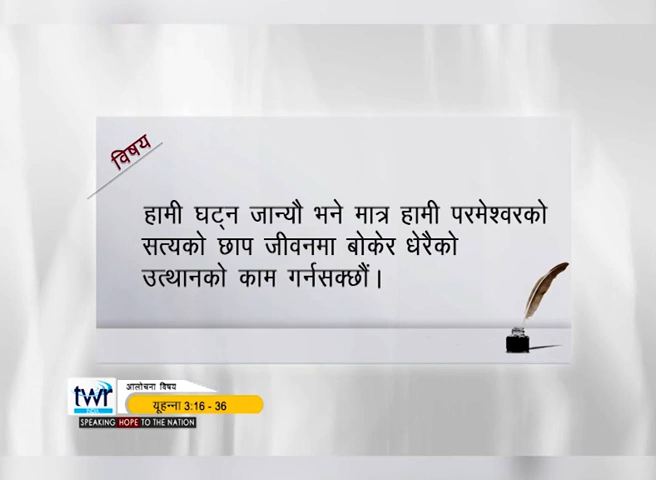 विषय
हामी घट्न जान्यौ भने मात्र हामी परमेश्वरको
सत्यको छाप जीवनमा बोकेर धेरैको
उत्थानको काम गर्नसक्छौं।
twr
आलोचना विषय
यूहन्ना 3:16 - 36
SPEAKING HOPE TO THE NATION